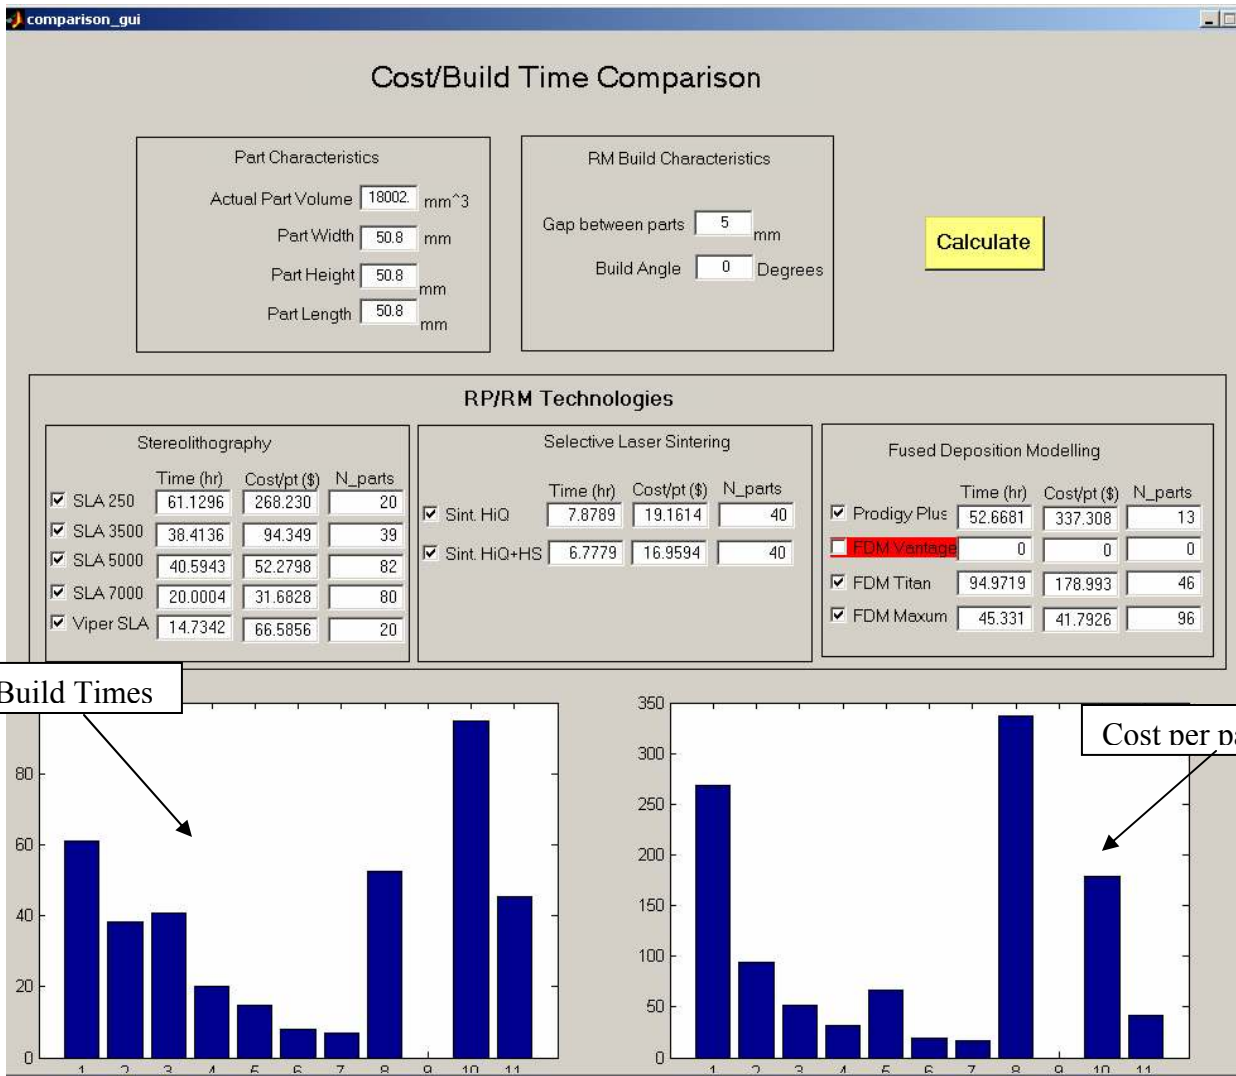 comparison_gui
Cost/Build Time Comparison
Part Characteristics
Actual Part Volume 18002. mm^3
Part Width 50.8 mm
Part Height 50.8 mm
Part Length 50.8 mm
RM Build Characteristics
Gap between parts 5 mm
Build Angle 0 Degrees
Calculate
RP/RM Technologies
Stereolithography
Time (hr) Cost/pt ($) N_parts
SLA 250 61.1296 268.230 20
SLA 3500 38.4136 94.349 39
SLA 5000 40.5943 52.2798 82
SLA 7000 20.0004 31.6828 80
Viper SLA 14.7342 66.5856 20
Selective Laser Sintering
Time (hr) Cost/pt ($) N_parts
Sint. HiQ 7.8789 19.1614 40
Sint. HiQ+HS 6.7779 16.9594 40
Fused Deposition Modelling
Time (hr) Cost/pt ($) N_parts
Prodigy Plus 52.6681 337.308 13
FDM Vantage 0 0 0
FDM Titan 94.9719 178.993 46
FDM Maxum 45.331 41.7926 96
Build Times
80
60
40
20
0
1 2 3 4 5 6 7 8 9 10 11
Cost per pa
350
300
250
200
150
100
50
0
1 2 3 4 5 6 7 8 9 10 11